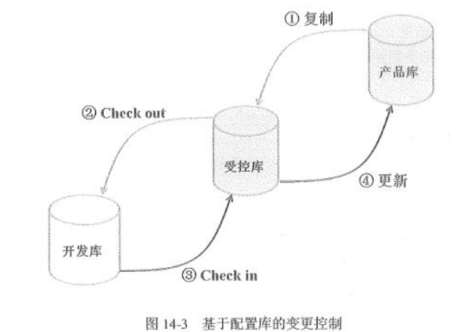 ① 复制
产品库
② Check out
受控库
④ 更新
开发库
③ Check in
图 14-3 基于配置库的变更控制